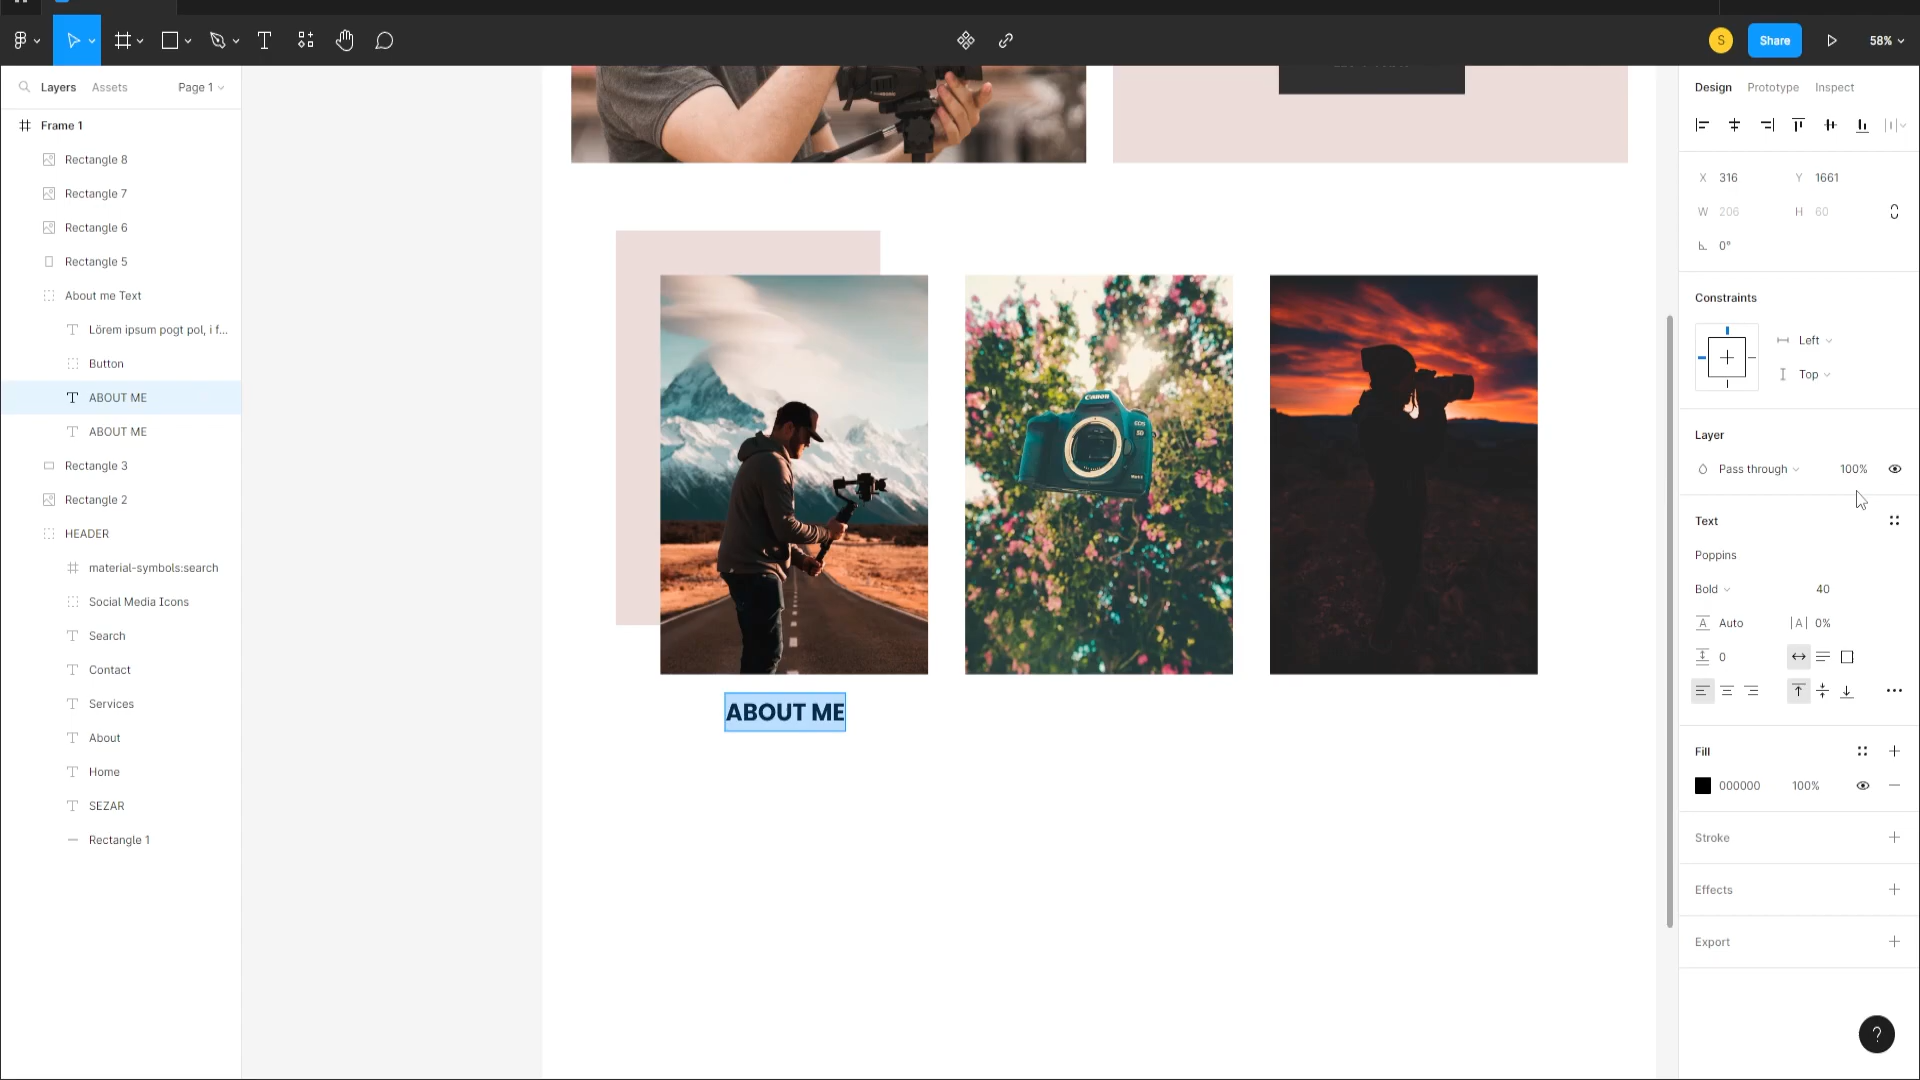 S
Share
58%
Layers
Assets
Page 1
Frame 1
Rectangle 8
Rectangle 7
Rectangle 6
Rectangle 5
About me Text
Lörem ipsum pogt pol, i f...
Button
ABOUT ME
ABOUT ME
Rectangle 3
Rectangle 2
HEADER
material-symbols:search
Social Media Icons
Search
Contact
Services
About
Home
SEZAR
Rectangle 1
Canon
EOS
ABOUT ME
Design
Prototype
Inspect
X 316
Y 1661
W 206
H 60
0°
Constraints
Left
Top
Layer
Pass through
100%
Text
Poppins
Bold
40
A Auto
|A| 0%
0
Fill
000000
100%
Stroke
Effects
Export
?